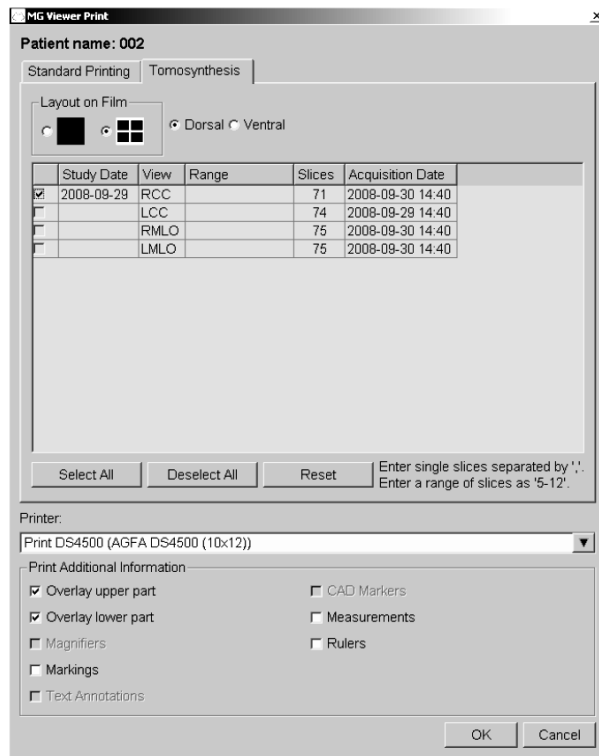 MG Viewer Print
Patient name: 002
Standard Printing Tomosynthesis
Layout on Film
Dorsal Ventral
Study Date View Range Slices Acquisition Date
2008-09-29 RCC 71 2008-09-30 14:40
LCC 74 2008-09-29 14:40
RMLO 75 2008-09-30 14:40
LMLO 75 2008-09-30 14:40
Select All Deselect All Reset Enter single slices separated by ','.
Enter a range of slices as '5-12'.
Printer:
Print DS4500 (AGFA DS4500 (10x12))
Print Additional Information
Overlay upper part CAD Markers
Overlay lower part Measurements
Magnifiers Rulers
Markings
Text Annotations
OK Cancel